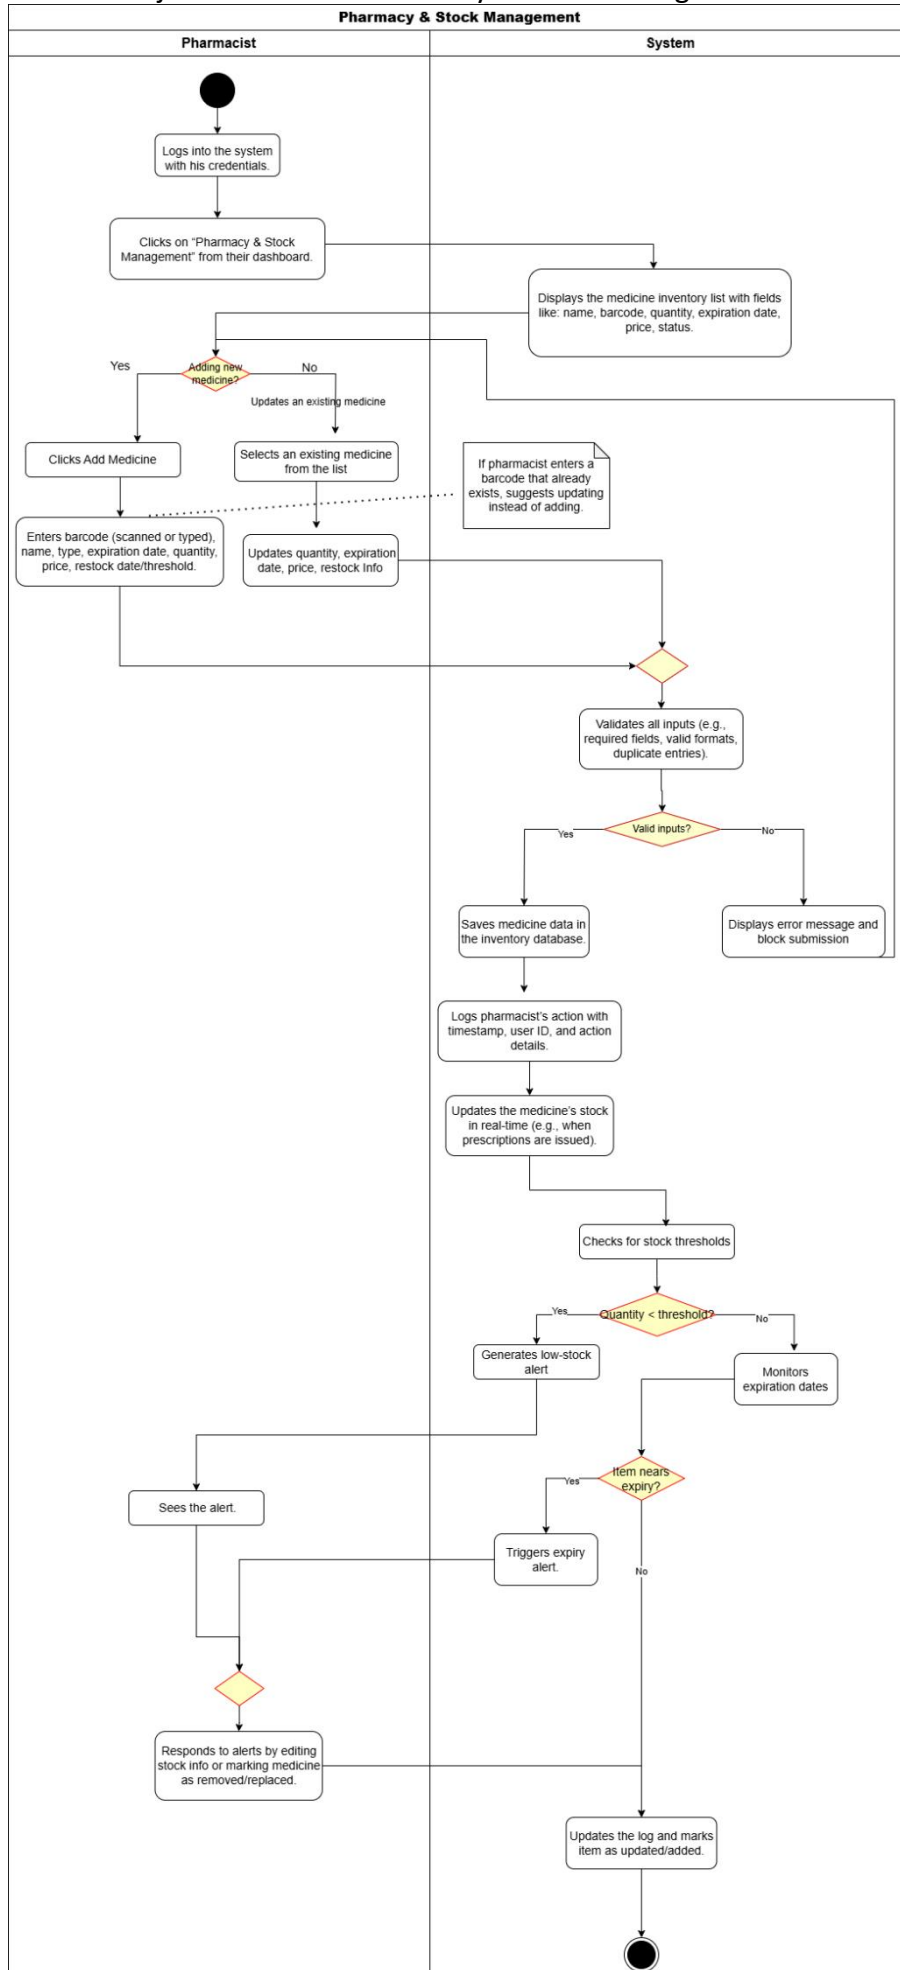 Pharmacy & Stock Management
Pharmacist
System
Logs into the system
with his credentials.
Clicks on “Pharmacy & Stock
Management” from their dashboard.
Displays the medicine inventory list with fields
like: name, barcode, quantity, expiration date,
price, status.
Adding new
medicine?
Yes
No
Updates an existing medicine
Clicks Add Medicine
Selects an existing medicine
from the list
If pharmacist enters a
barcode that already
exists, suggests updating
instead of adding.
Enters barcode (scanned or typed),
name, type, expiration date, quantity,
price, restock date/threshold.
Updates quantity, expiration
date, price, restock Info
Validates all inputs (e.g.,
required fields, valid formats,
duplicate entries).
Valid inputs?
Yes
No
Saves medicine data in
the inventory database.
Displays error message and
block submission
Logs pharmacist’s action with
timestamp, user ID, and action
details.
Updates the medicine’s stock
in real-time (e.g., when
prescriptions are issued).
Checks for stock thresholds
Quantity < threshold?
Yes
No
Generates low-stock
alert
Monitors
expiration dates
Item nears
expiry?
Yes
No
Sees the alert.
Triggers expiry
alert.
Responds to alerts by editing
stock info or marking medicine
as removed/replaced.
Updates the log and marks
item as updated/added.